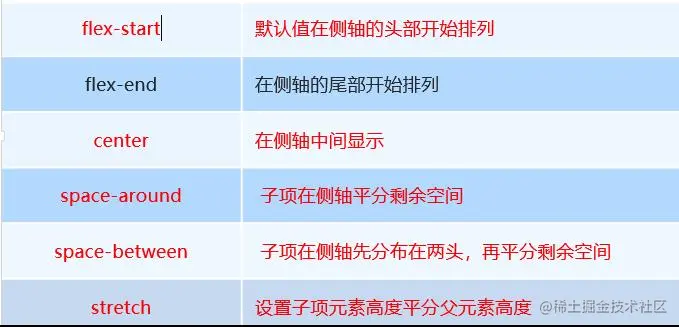 flex-start 默认值在侧轴的头部开始排列
flex-end 在侧轴的尾部开始排列
center 在侧轴中间显示
space-around 子项在侧轴平分剩余空间
space-between 子项在侧轴先分布在两头，再平分剩余空间
stretch 设置子项元素高度平分父元素高度
@稀土掘金技术社区